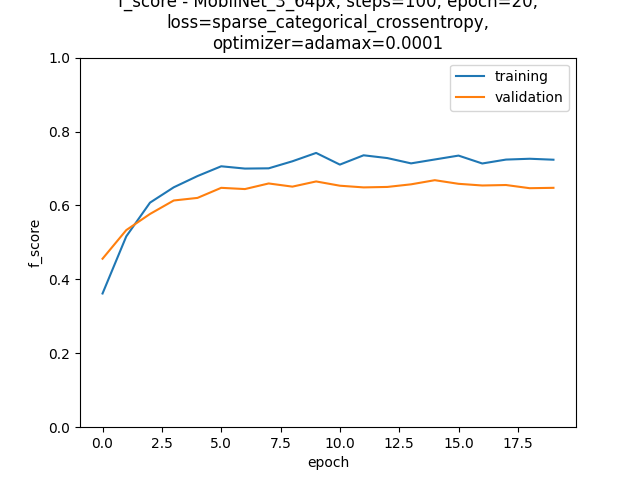 f_score - MobilNet_3_64px, steps=100, epoch=20,
loss=sparse_categorical_crossentropy,
optimizer=adamax=0.0001
training
validation
1.0
0.8
0.6
0.4
0.2
0.0
f_score
0.0 2.5 5.0 7.5 10.0 12.5 15.0 17.5
epoch